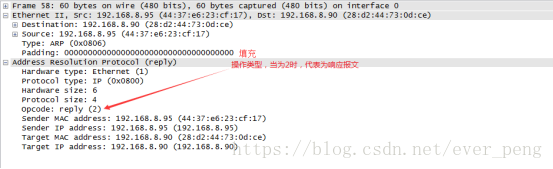 Frame 58: 60 bytes on wire (480 bits), 60 bytes captured (480 bits) on interface 0
Ethernet II, Src: 192.168.8.95 (44:37:e6:23:cf:17), Dst: 192.168.8.90 (28:d2:44:73:0d:ce)
Destination: 192.168.8.90 (28:d2:44:73:0d:ce)
Source: 192.168.8.95 (44:37:e6:23:cf:17)
Type: ARP (0x0806)
Padding: 000000000000000000000000000000000000 填充
Address Resolution Protocol (reply)
操作类型，当为2时，代表为响应报文
Hardware type: Ethernet (1)
Protocol type: IP (0x0800)
Hardware size: 6
Protocol size: 4
Opcode: reply (2)
Sender MAC address: 192.168.8.95 (44:37:e6:23:cf:17)
Sender IP address: 192.168.8.95 (192.168.8.95)
Target MAC address: 192.168.8.90 (28:d2:44:73:0d:ce)
Target IP address: 192.168.8.90 (192.168.8.90)
https://blog.csdn.net/ever_peng